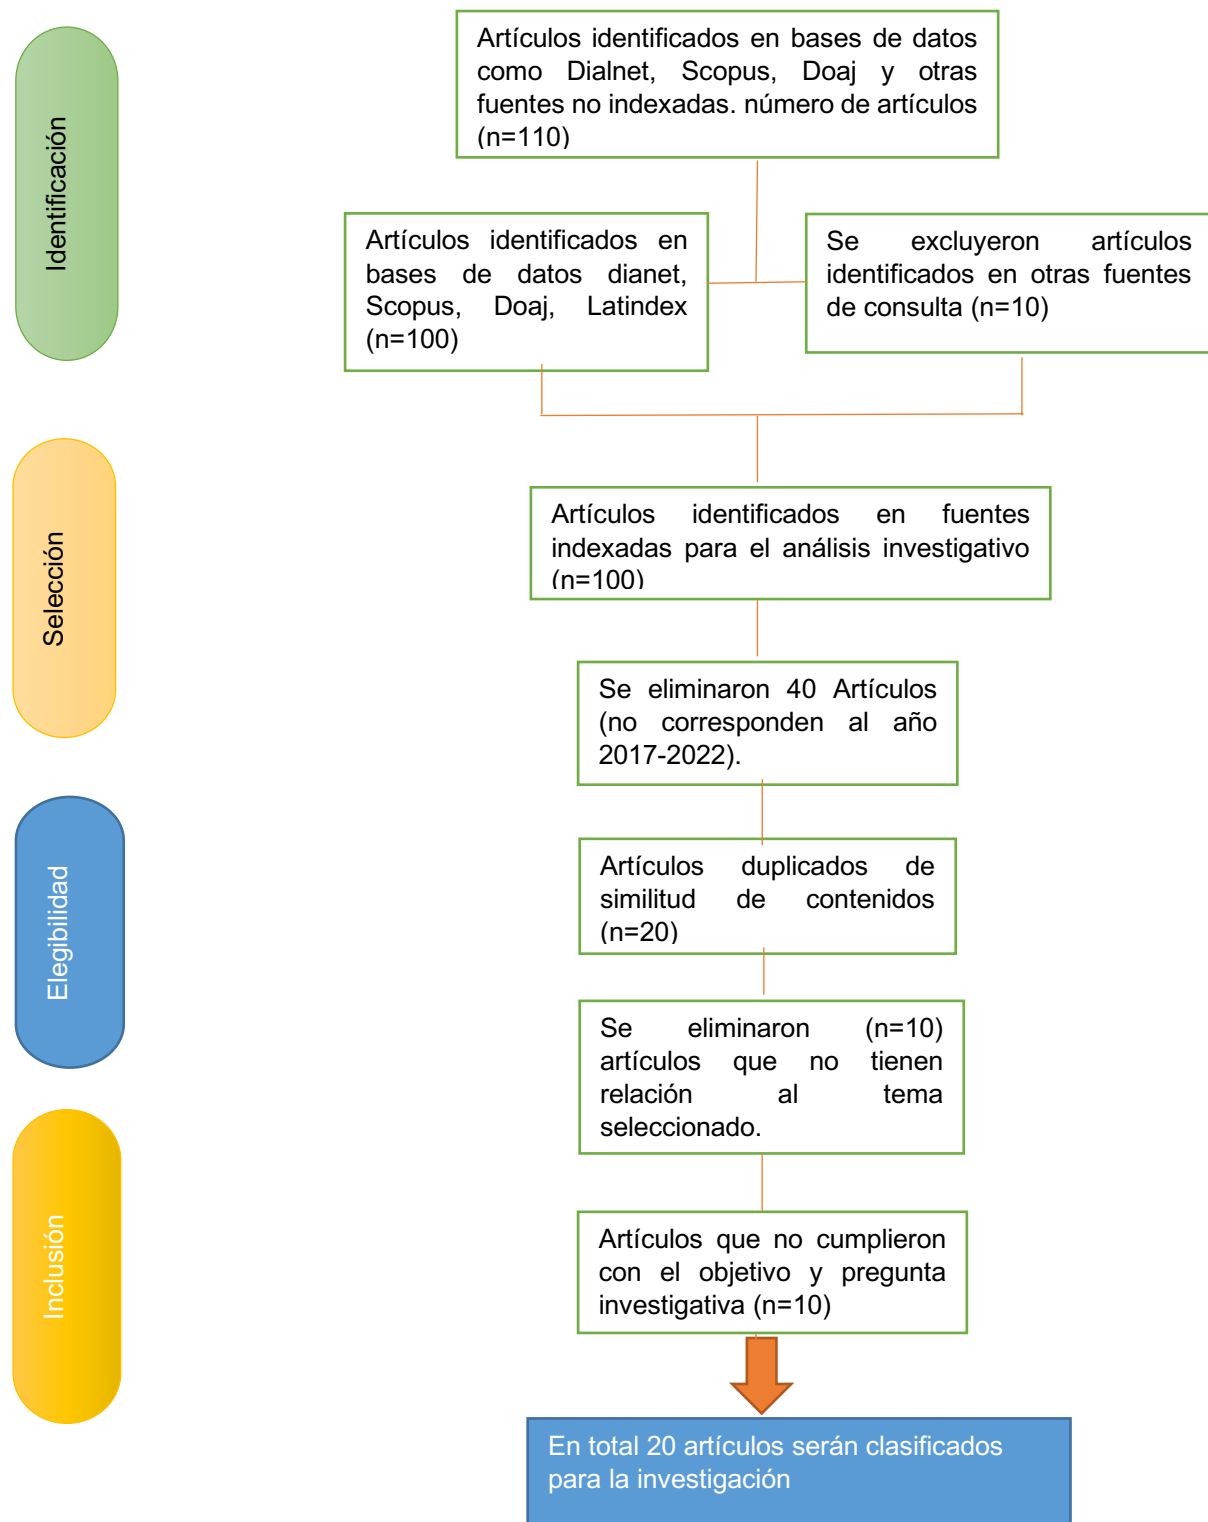 Identificación
Artículos identificados en bases de datos
como Dialnet, Scopus, Doaj y otras
fuentes no indexadas. número de artículos
(n=110)
Artículos identificados en
bases de datos dianet,
Scopus, Doaj, Latindex
(n=100)
Se excluyeron artículos
identificados en otras fuentes
de consulta (n=10)
Selección
Artículos identificados en fuentes
indexadas para el análisis investigativo
(n=100)
Se eliminaron 40 Artículos
(no corresponden al año
2017-2022).
Elegibilidad
Artículos duplicados de
similitud de contenidos
(n=20)
Se eliminaron (n=10)
artículos que no tienen
relación al tema
seleccionado.
Inclusión
Artículos que no cumplieron
con el objetivo y pregunta
investigativa (n=10)
En total 20 artículos serán clasificados
para la investigación